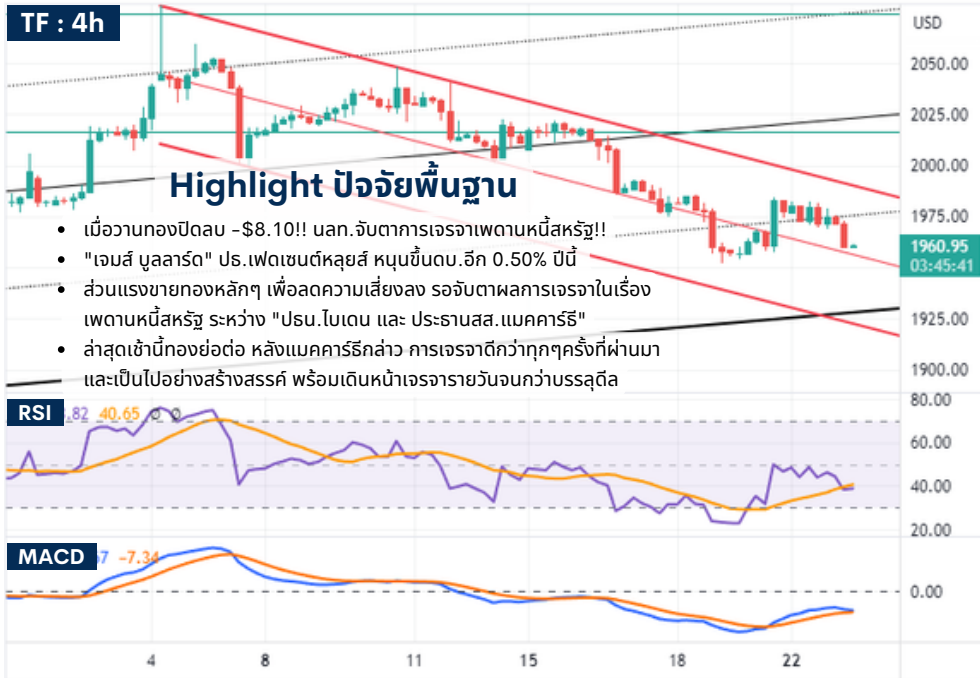 TF : 4h
USD
2050.00
2025.00
2000.00
1975.00
1960.95
03:45:41
1925.00
1900.00
Highlight ปัจจัยพื้นฐาน
• เมื่อวานทองปิดลบ -$8.10!! นลท.จับตาการเจรจาเพดานหนี้สหรัฐ!!
• "เจมส์ บูลลาร์ด" ปธ.เฟดเซนต์หลุยส์ หนุนขึ้นดบ.อีก 0.50% ปีนี้
• ส่วนแรงขายทองหลักๆ เพื่อลดความเสี่ยงลง รอจับตาผลการเจรจาในเรื่อง
เพดานหนี้สหรัฐ ระหว่าง "ปธน.ไบเดน และ ประธานสส.แมคคาร์ธี"
• ล่าสุดเช้านี้ทองย่อต่อ หลังแมคคาร์ธีกล่าว การเจรจาดีกว่าทุกๆครั้งที่ผ่านมา
และเป็นไปอย่างสร้างสรรค์ พร้อมเดินหน้าเจรจารายวันจนกว่าบรรลุดีล
RSI .82 40.65 ∅ ∅
80.00
60.00
40.00
20.00
MACD 7 -7.34
0.00
4 8 11 15 18 22